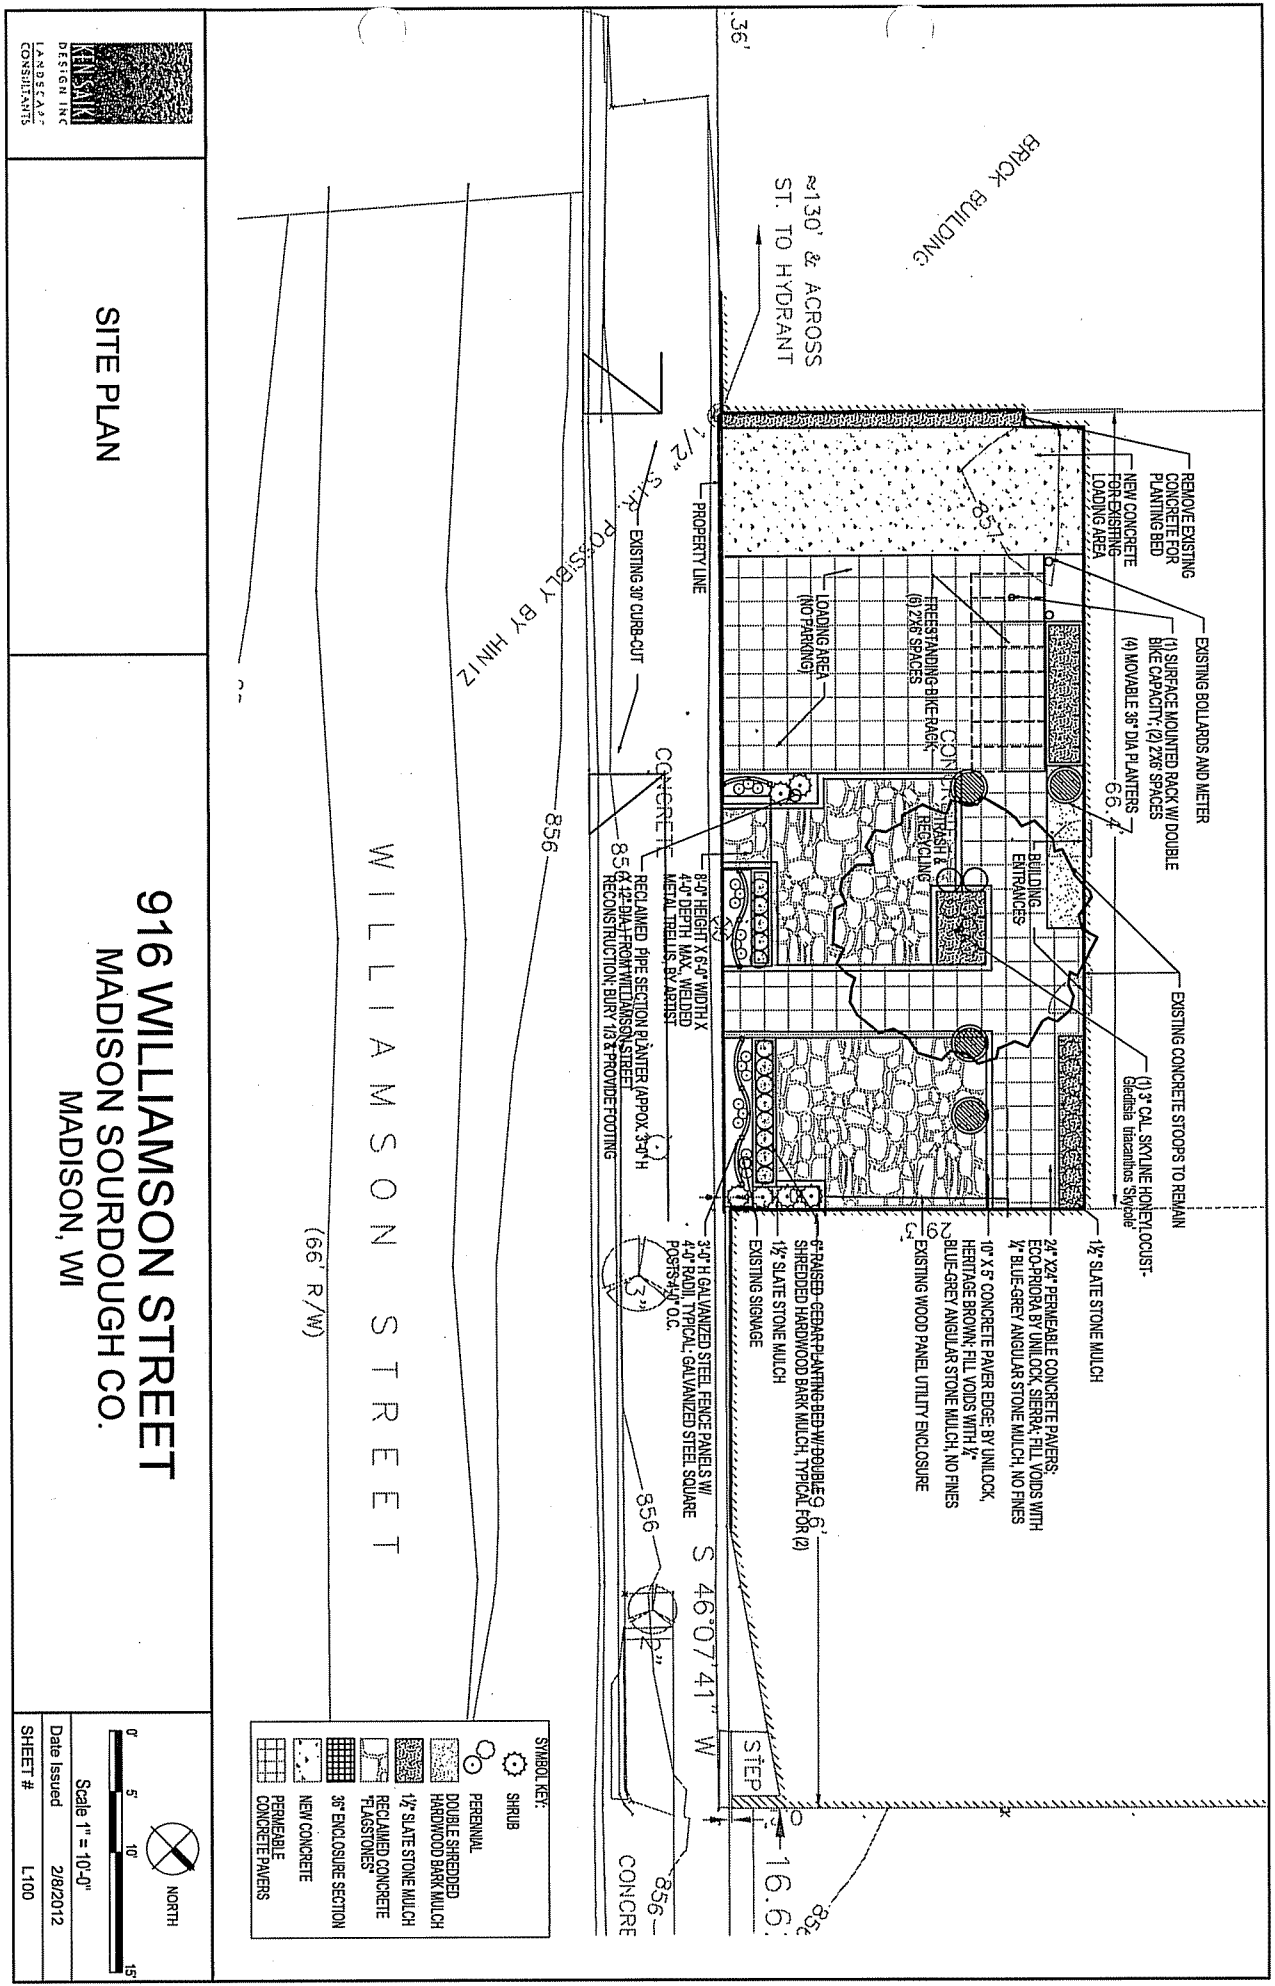 36'
BRICK BUILDING
≈130' & ACROSS
ST. TO HYDRANT
REMOVE EXISTING
CONCRETE FOR
PLANTING BED
NEW CONCRETE
FOR EXISTING
LOADING AREA
857
EXISTING BOLLARDS AND METER
(1) SURFACE MOUNTED RACK W/ DOUBLE
BIKE CAPACITY; (2) 2'X6' SPACES
(4) MOVABLE 36" DIA PLANTERS
66.4'
FREESTANDING BIKE RACK,
(6) 2'X6' SPACES
LOADING AREA
(NO PARKING)
TRASH &
RECYCLING
BUILDING
ENTRANCES
EXISTING CONCRETE STOOPS TO REMAIN
(1) 3" CAL. SKYLINE HONEYLOCUST-
Gleditsia triacanthos 'Skycole'
1½" SLATE STONE MULCH
24" X24" PERMEABLE CONCRETE PAVERS;
ECO-PRIORA BY UNILOCK, SIERRA; FILL VOIDS WITH
¼" BLUE-GREY ANGULAR STONE MULCH, NO FINES
10" X 5" CONCRETE PAVER EDGE; BY UNILOCK,
HERITAGE BROWN; FILL VOIDS WITH ¼"
BLUE-GREY ANGULAR STONE MULCH, NO FINES
EXISTING WOOD PANEL UTILITY ENCLOSURE
6" RAISED CEDAR PLANTING BED W/ DOUBLE
SHREDDED HARDWOOD BARK MULCH, TYPICAL FOR (2)
1½" SLATE STONE MULCH
EXISTING SIGNAGE
3'-0" H GALVANIZED STEEL FENCE PANELS W/
4'-0" RADII, TYPICAL; GALVANIZED STEEL SQUARE
POSTS 4'-0" O.C.
PROPERTY LINE
1/2" S.I.R. POSSIBLY BY HINTZ
EXISTING 30' CURB-CUT
CONCRETE
8'-0" HEIGHT X 6'-0" WIDTH X
4'-0" DEPTH MAX. WELDED
METAL TRELLIS, BY ARTIST
RECLAIMED PIPE SECTION PLANTER (APPOX. 3'-0" H
X 12" DIA.) FROM WILLIAMSON STREET
RECONSTRUCTION; BURY 1/3 & PROVIDE FOOTING
856
3"
2"
856
S 46°07'41" W
STEP
16.6
856
CONCRE
856
WILLIAMSON STREET
(66' R/W)
SYMBOL KEY:
SHRUB
PERENNIAL
DOUBLE SHREDDED
HARDWOOD BARK MULCH
1½" SLATE STONE MULCH
RECLAIMED CONCRETE
"FLAGSTONES"
36" ENCLOSURE SECTION
NEW CONCRETE
PERMEABLE
CONCRETE PAVERS
KEN SAIKI
DESIGN INC
LANDSCAPE
CONSULTANTS
SITE PLAN
916 WILLIAMSON STREET
MADISON SOURDOUGH CO.
MADISON, WI
NORTH
0' 5' 10' 15'
Scale 1" = 10'-0"
Date Issued 2/8/2012
SHEET # L100